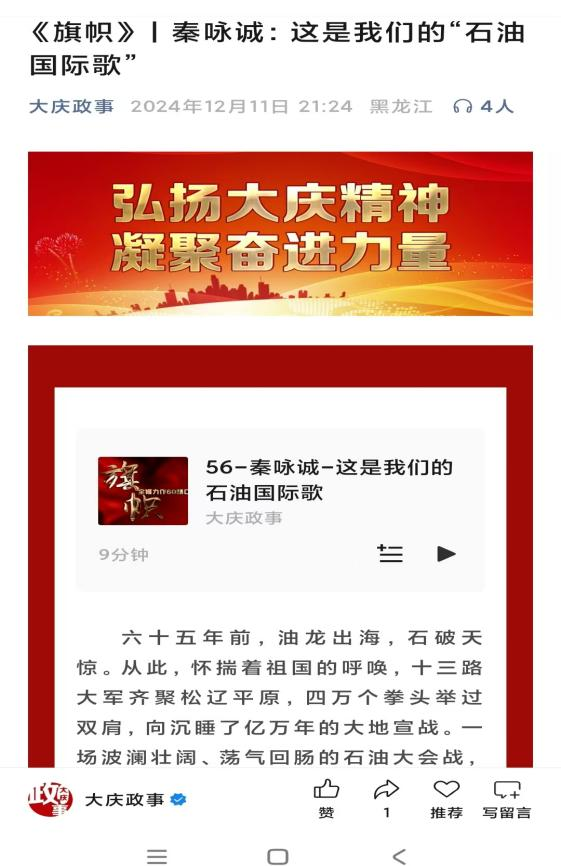 《旗帜》丨秦咏诚：这是我们的“石油
国际歌”
大庆政事 2024年12月11日 21:24 黑龙江 4人
弘扬大庆精神
凝聚奋进力量
旗帜
56-秦咏诚-这是我们的
石油国际歌
大庆政事
9分钟
六十五年前，油龙出海，石破天
惊。从此，怀揣着祖国的呼唤，十三路
大军齐聚松辽平原，四万个拳头举过
双肩，向沉睡了亿万年的大地宣战。一
场波澜壮阔、荡气回肠的石油大会战，
大庆政事
赞
1
推荐
写留言